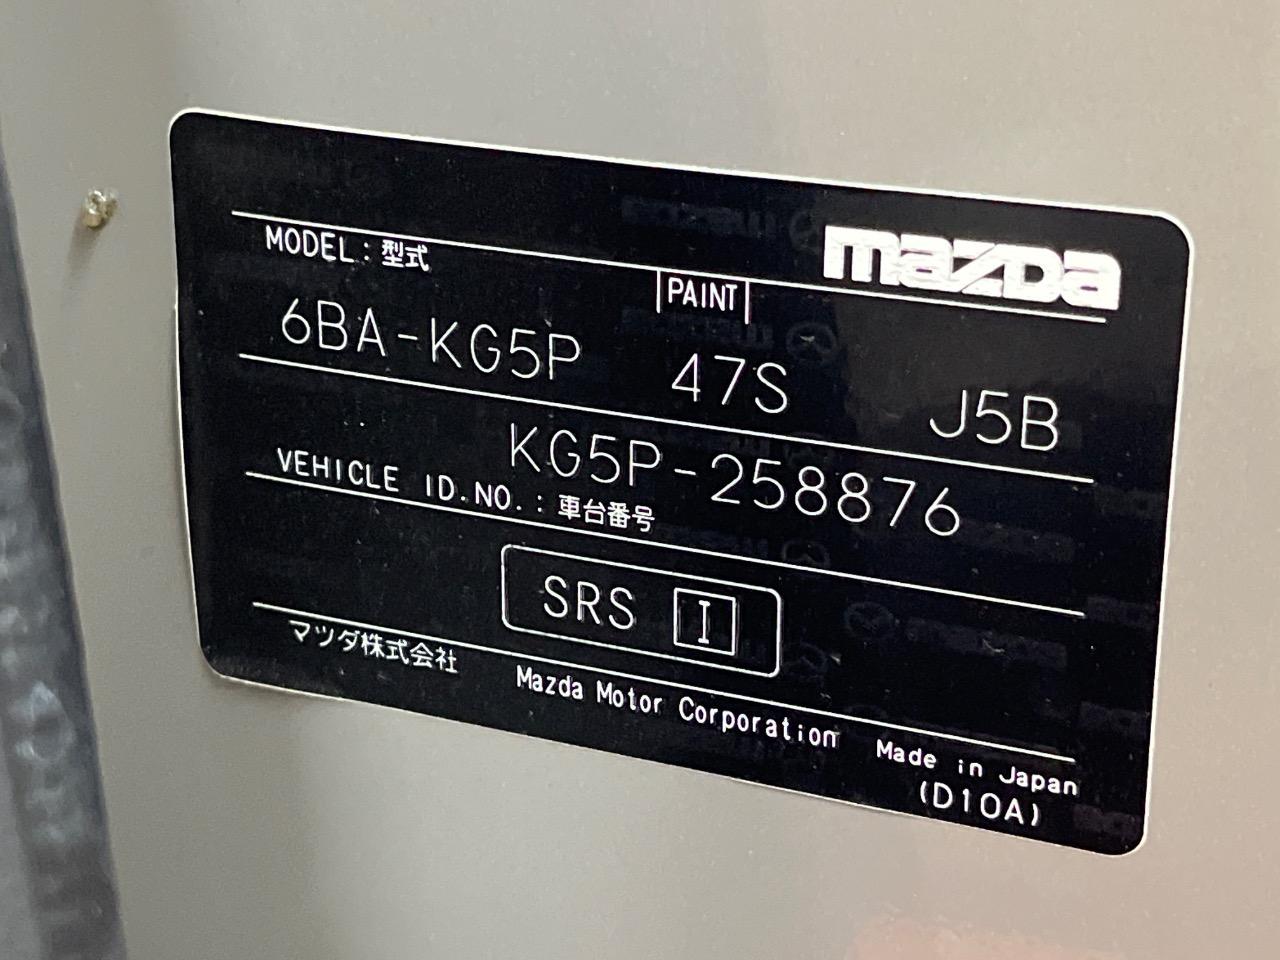 mazda
MODEL : 型式
PAINT
6BA-KG5P 47S J5B
KG5P-258876
VEHICLE ID.NO. : 車台番号
SRS I
マツダ株式会社 Mazda Motor Corporation Made in Japan
(D10A)